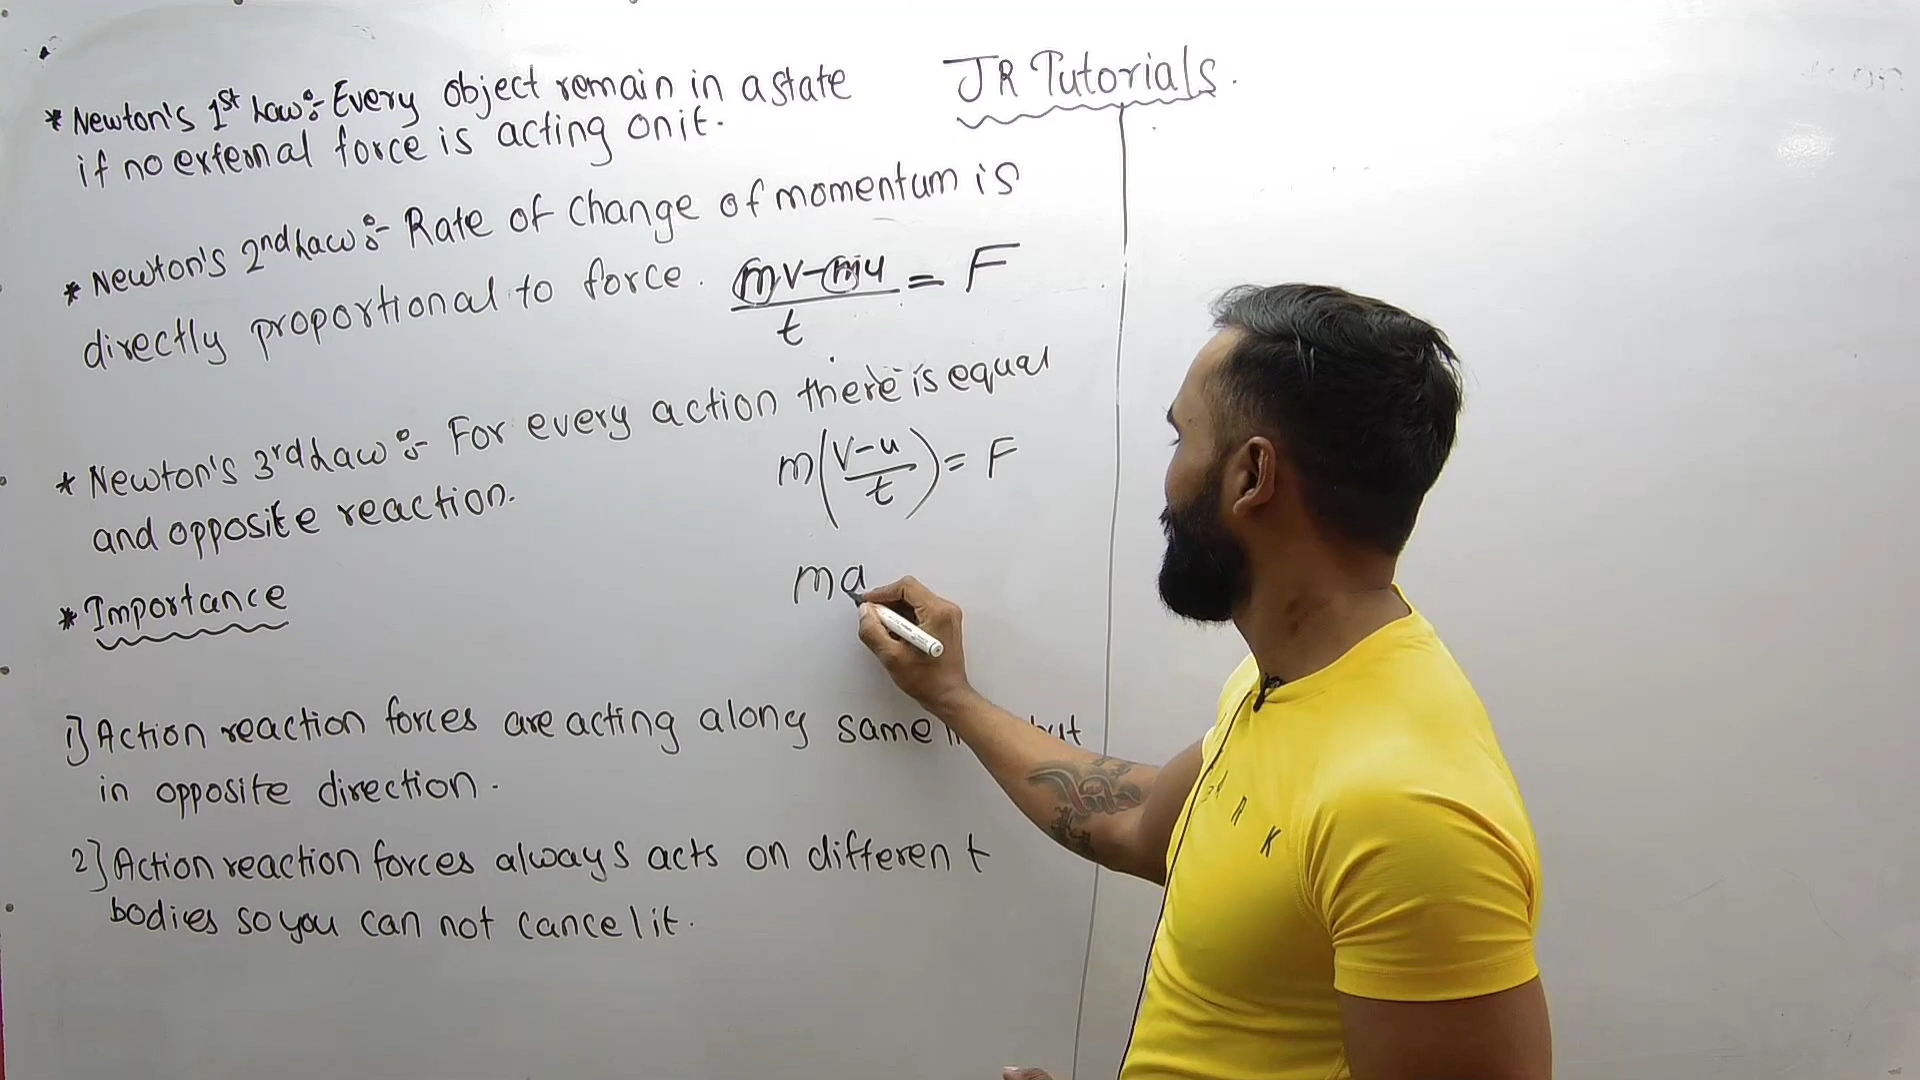 JR Tutorials.
* Newton's 1st Law:- Every object remain in a state
if no external force is acting on it.
* Newton's 2nd Law:- Rate of change of momentum is
directly proportional to force. mv-mu/t = F
* Newton's 3rd Law:- For every action there is equal
and opposite reaction.
m(v-u/t) = F
* Importance
ma
1] Action reaction forces are acting along same
in opposite direction.
2] Action reaction forces always acts on different
bodies so you can not cancel it.
R K